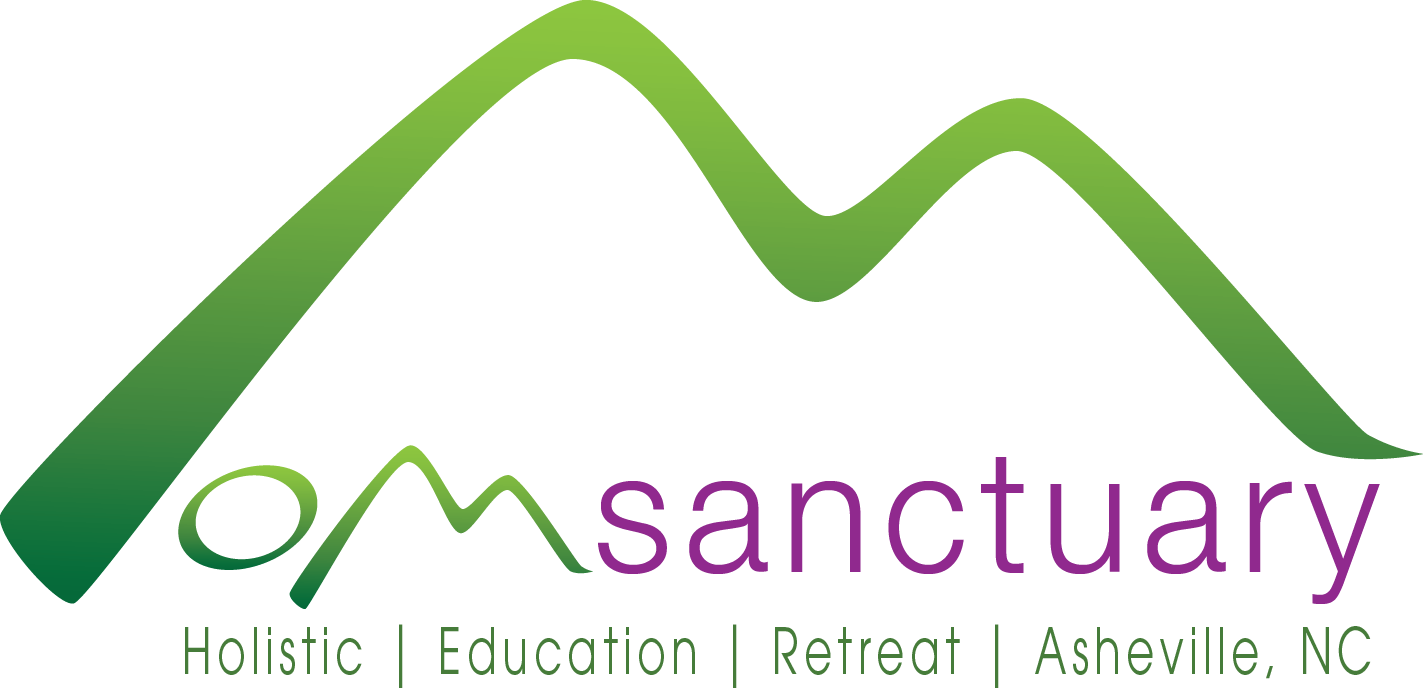 omsanctuary
Holistic | Education | Retreat | Asheville, NC